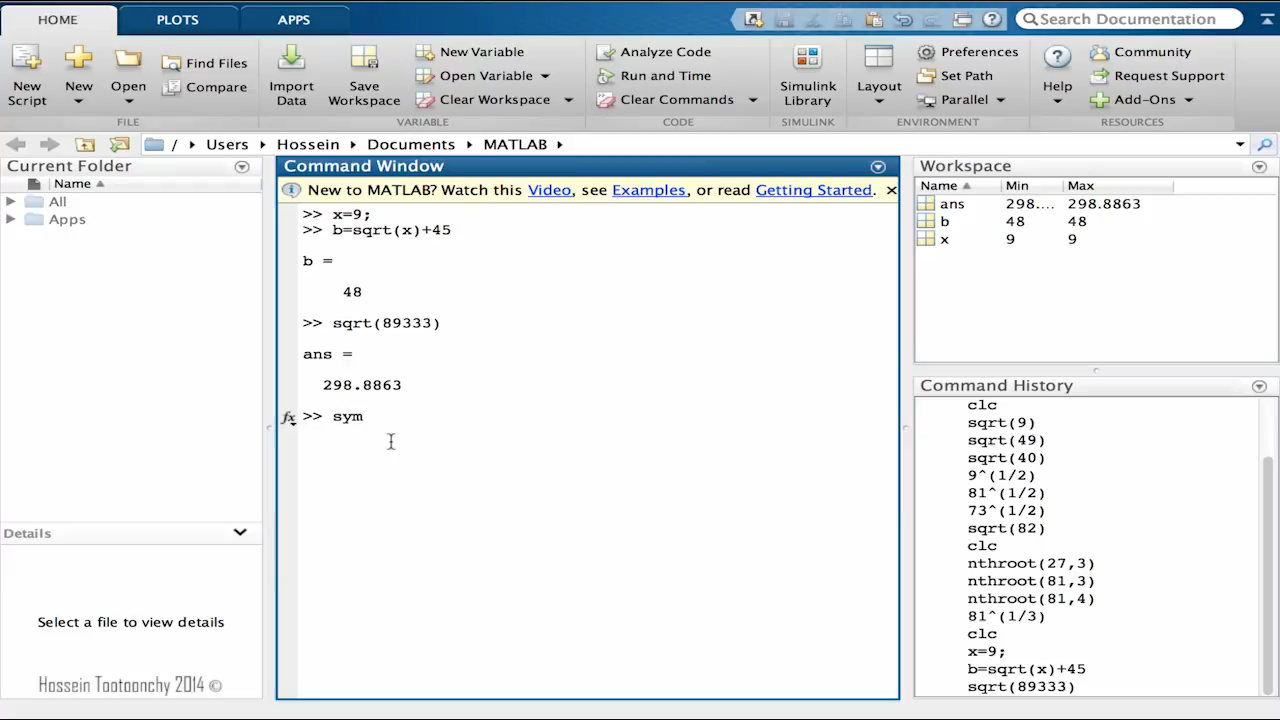 HOME
PLOTS
APPS
Search Documentation
New Script
New
Open
Find Files
Compare
Import Data
Save Workspace
New Variable
Open Variable
Clear Workspace
Analyze Code
Run and Time
Clear Commands
Simulink Library
Layout
Preferences
Set Path
Parallel
Help
Community
Request Support
Add-Ons
FILE
VARIABLE
CODE
SIMULINK
ENVIRONMENT
RESOURCES
/ Users Hossein Documents MATLAB
Current Folder
Name
All
Apps
Details
Select a file to view details
Hossein Tootoonchy 2014 ©
Command Window
New to MATLAB? Watch this Video, see Examples, or read Getting Started.
>> x=9;
>> b=sqrt(x)+45
b =
48
>> sqrt(89333)
ans =
298.8863
fx >> sym
Workspace
Name Min Max
ans 298.... 298.8863
b 48 48
x 9 9
Command History
clc
sqrt(9)
sqrt(49)
sqrt(40)
9^(1/2)
81^(1/2)
73^(1/2)
sqrt(82)
clc
nthroot(27,3)
nthroot(81,3)
nthroot(81,4)
81^(1/3)
clc
x=9;
b=sqrt(x)+45
sqrt(89333)